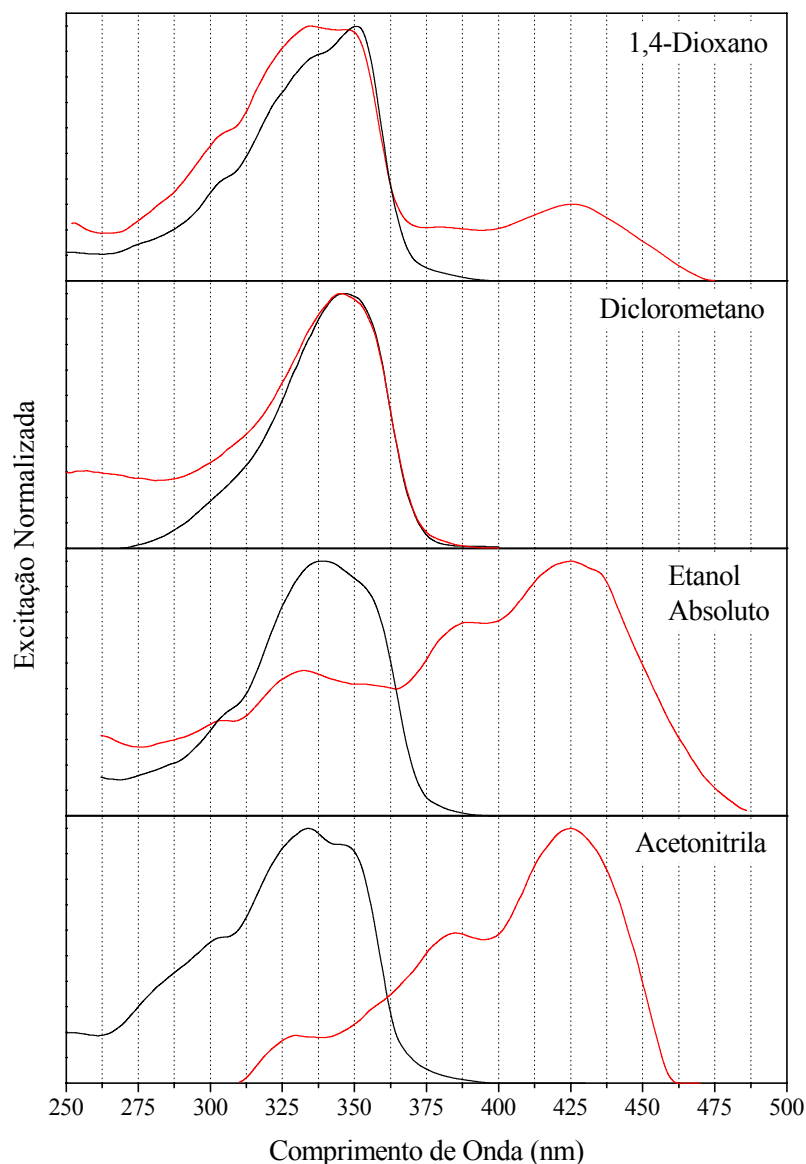 1,4-Dioxano
Diclorometano
Etanol
Absoluto
Acetonitrila
Excitação Normalizada
250 275 300 325 350 375 400 425 450 475 500
Comprimento de Onda (nm)